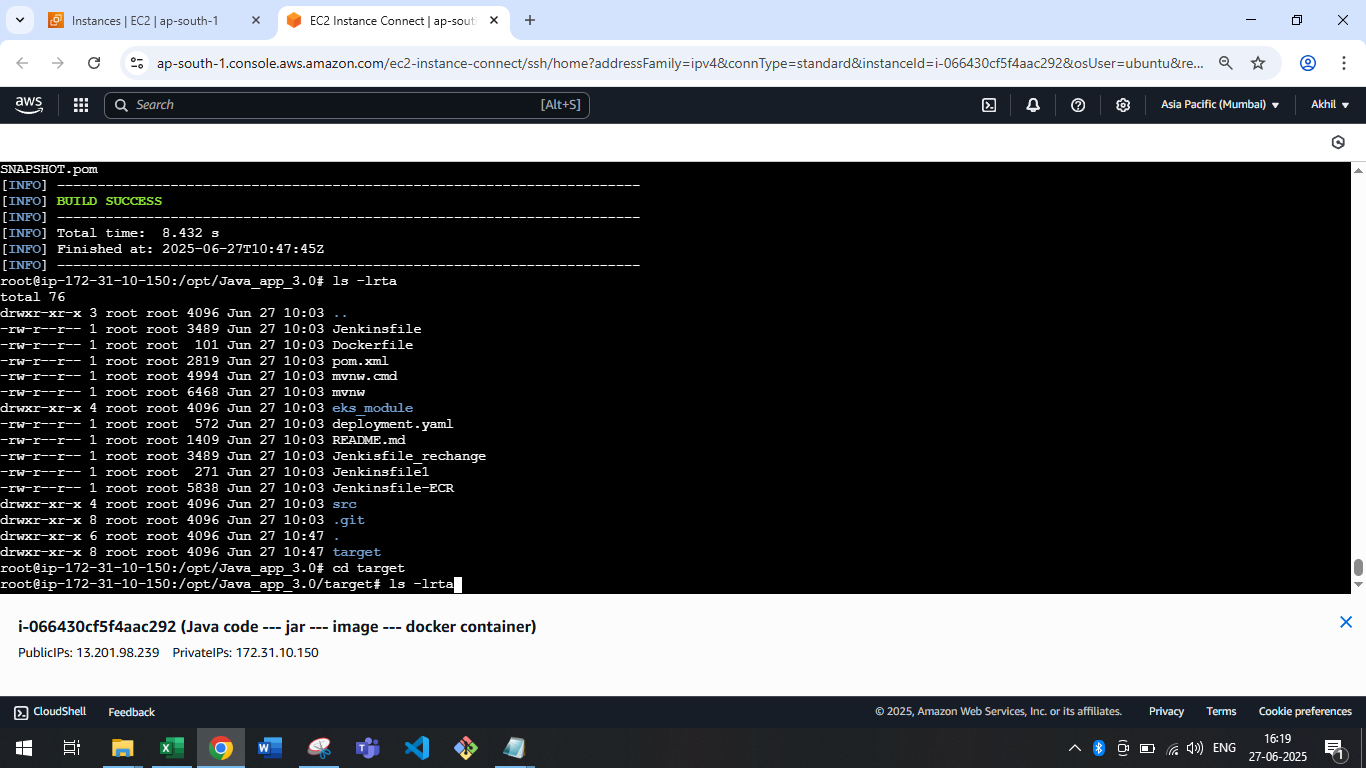 Instances | EC2 | ap-south-1
EC2 Instance Connect | ap-sou
ap-south-1.console.aws.amazon.com/ec2-instance-connect/ssh/home?addressFamily=ipv4&connType=standard&instanceId=i-066430cf5f4aac292&osUser=ubuntu&re...
aws
Search
[Alt+S]
Asia Pacific (Mumbai)
Akhil
SNAPSHOT.pom
[INFO] ------------------------------------------------------------------------
[INFO] BUILD SUCCESS
[INFO] ------------------------------------------------------------------------
[INFO] Total time:  8.432 s
[INFO] Finished at: 2025-06-27T10:47:45Z
[INFO] ------------------------------------------------------------------------
root@ip-172-31-10-150:/opt/Java_app_3.0# ls -lrta
total 76
drwxr-xr-x 3 root root 4096 Jun 27 10:03 ..
-rw-r--r-- 1 root root 3489 Jun 27 10:03 Jenkinsfile
-rw-r--r-- 1 root root  101 Jun 27 10:03 Dockerfile
-rw-r--r-- 1 root root 2819 Jun 27 10:03 pom.xml
-rw-r--r-- 1 root root 4994 Jun 27 10:03 mvnw.cmd
-rw-r--r-- 1 root root 6468 Jun 27 10:03 mvnw
drwxr-xr-x 4 root root 4096 Jun 27 10:03 eks_module
-rw-r--r-- 1 root root  572 Jun 27 10:03 deployment.yaml
-rw-r--r-- 1 root root 1409 Jun 27 10:03 README.md
-rw-r--r-- 1 root root 3489 Jun 27 10:03 Jenkisfile_rechange
-rw-r--r-- 1 root root  271 Jun 27 10:03 Jenkinsfile1
-rw-r--r-- 1 root root 5838 Jun 27 10:03 Jenkinsfile-ECR
drwxr-xr-x 4 root root 4096 Jun 27 10:03 src
drwxr-xr-x 8 root root 4096 Jun 27 10:03 .git
drwxr-xr-x 6 root root 4096 Jun 27 10:47 .
drwxr-xr-x 8 root root 4096 Jun 27 10:47 target
root@ip-172-31-10-150:/opt/Java_app_3.0# cd target
root@ip-172-31-10-150:/opt/Java_app_3.0/target# ls -lrta
i-066430cf5f4aac292 (Java code --- jar --- image --- docker container)
PublicIPs: 13.201.98.239 PrivateIPs: 172.31.10.150
CloudShell
Feedback
© 2025, Amazon Web Services, Inc. or its affiliates.
Privacy
Terms
Cookie preferences
ENG
16:19
27-06-2025
1